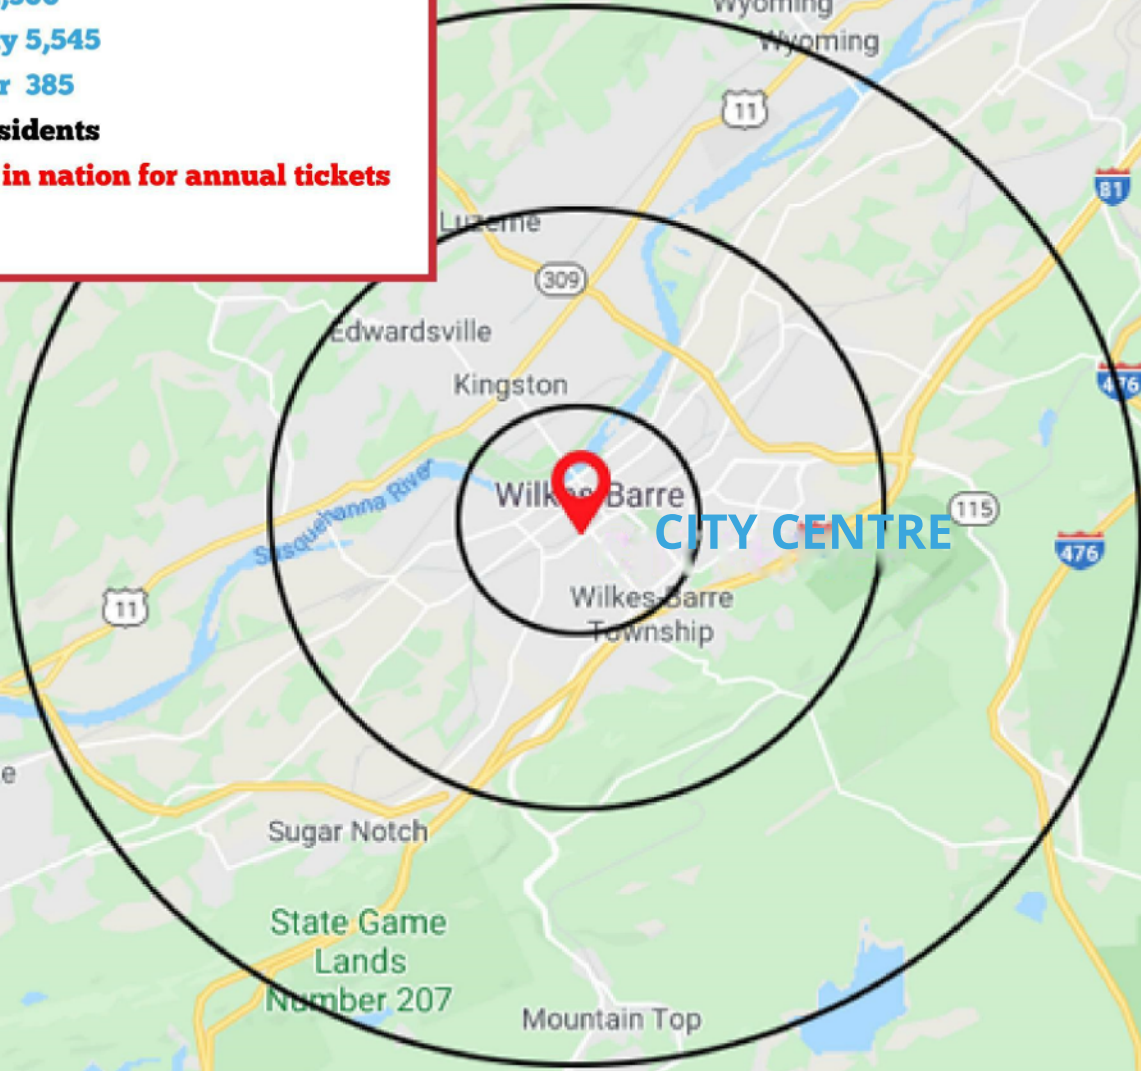 y 5,545
r 385
sidents
in nation for annual tickets
Wyoming
Wyoming
11
81
Luzerne
309
Edwardsville
476
Kingston
Susquehanna River
Wilkes-Barre
CITY CENTRE
115
476
11
Wilkes-Barre
Township
e
Sugar Notch
State Game
Lands
Number 207
Mountain Top